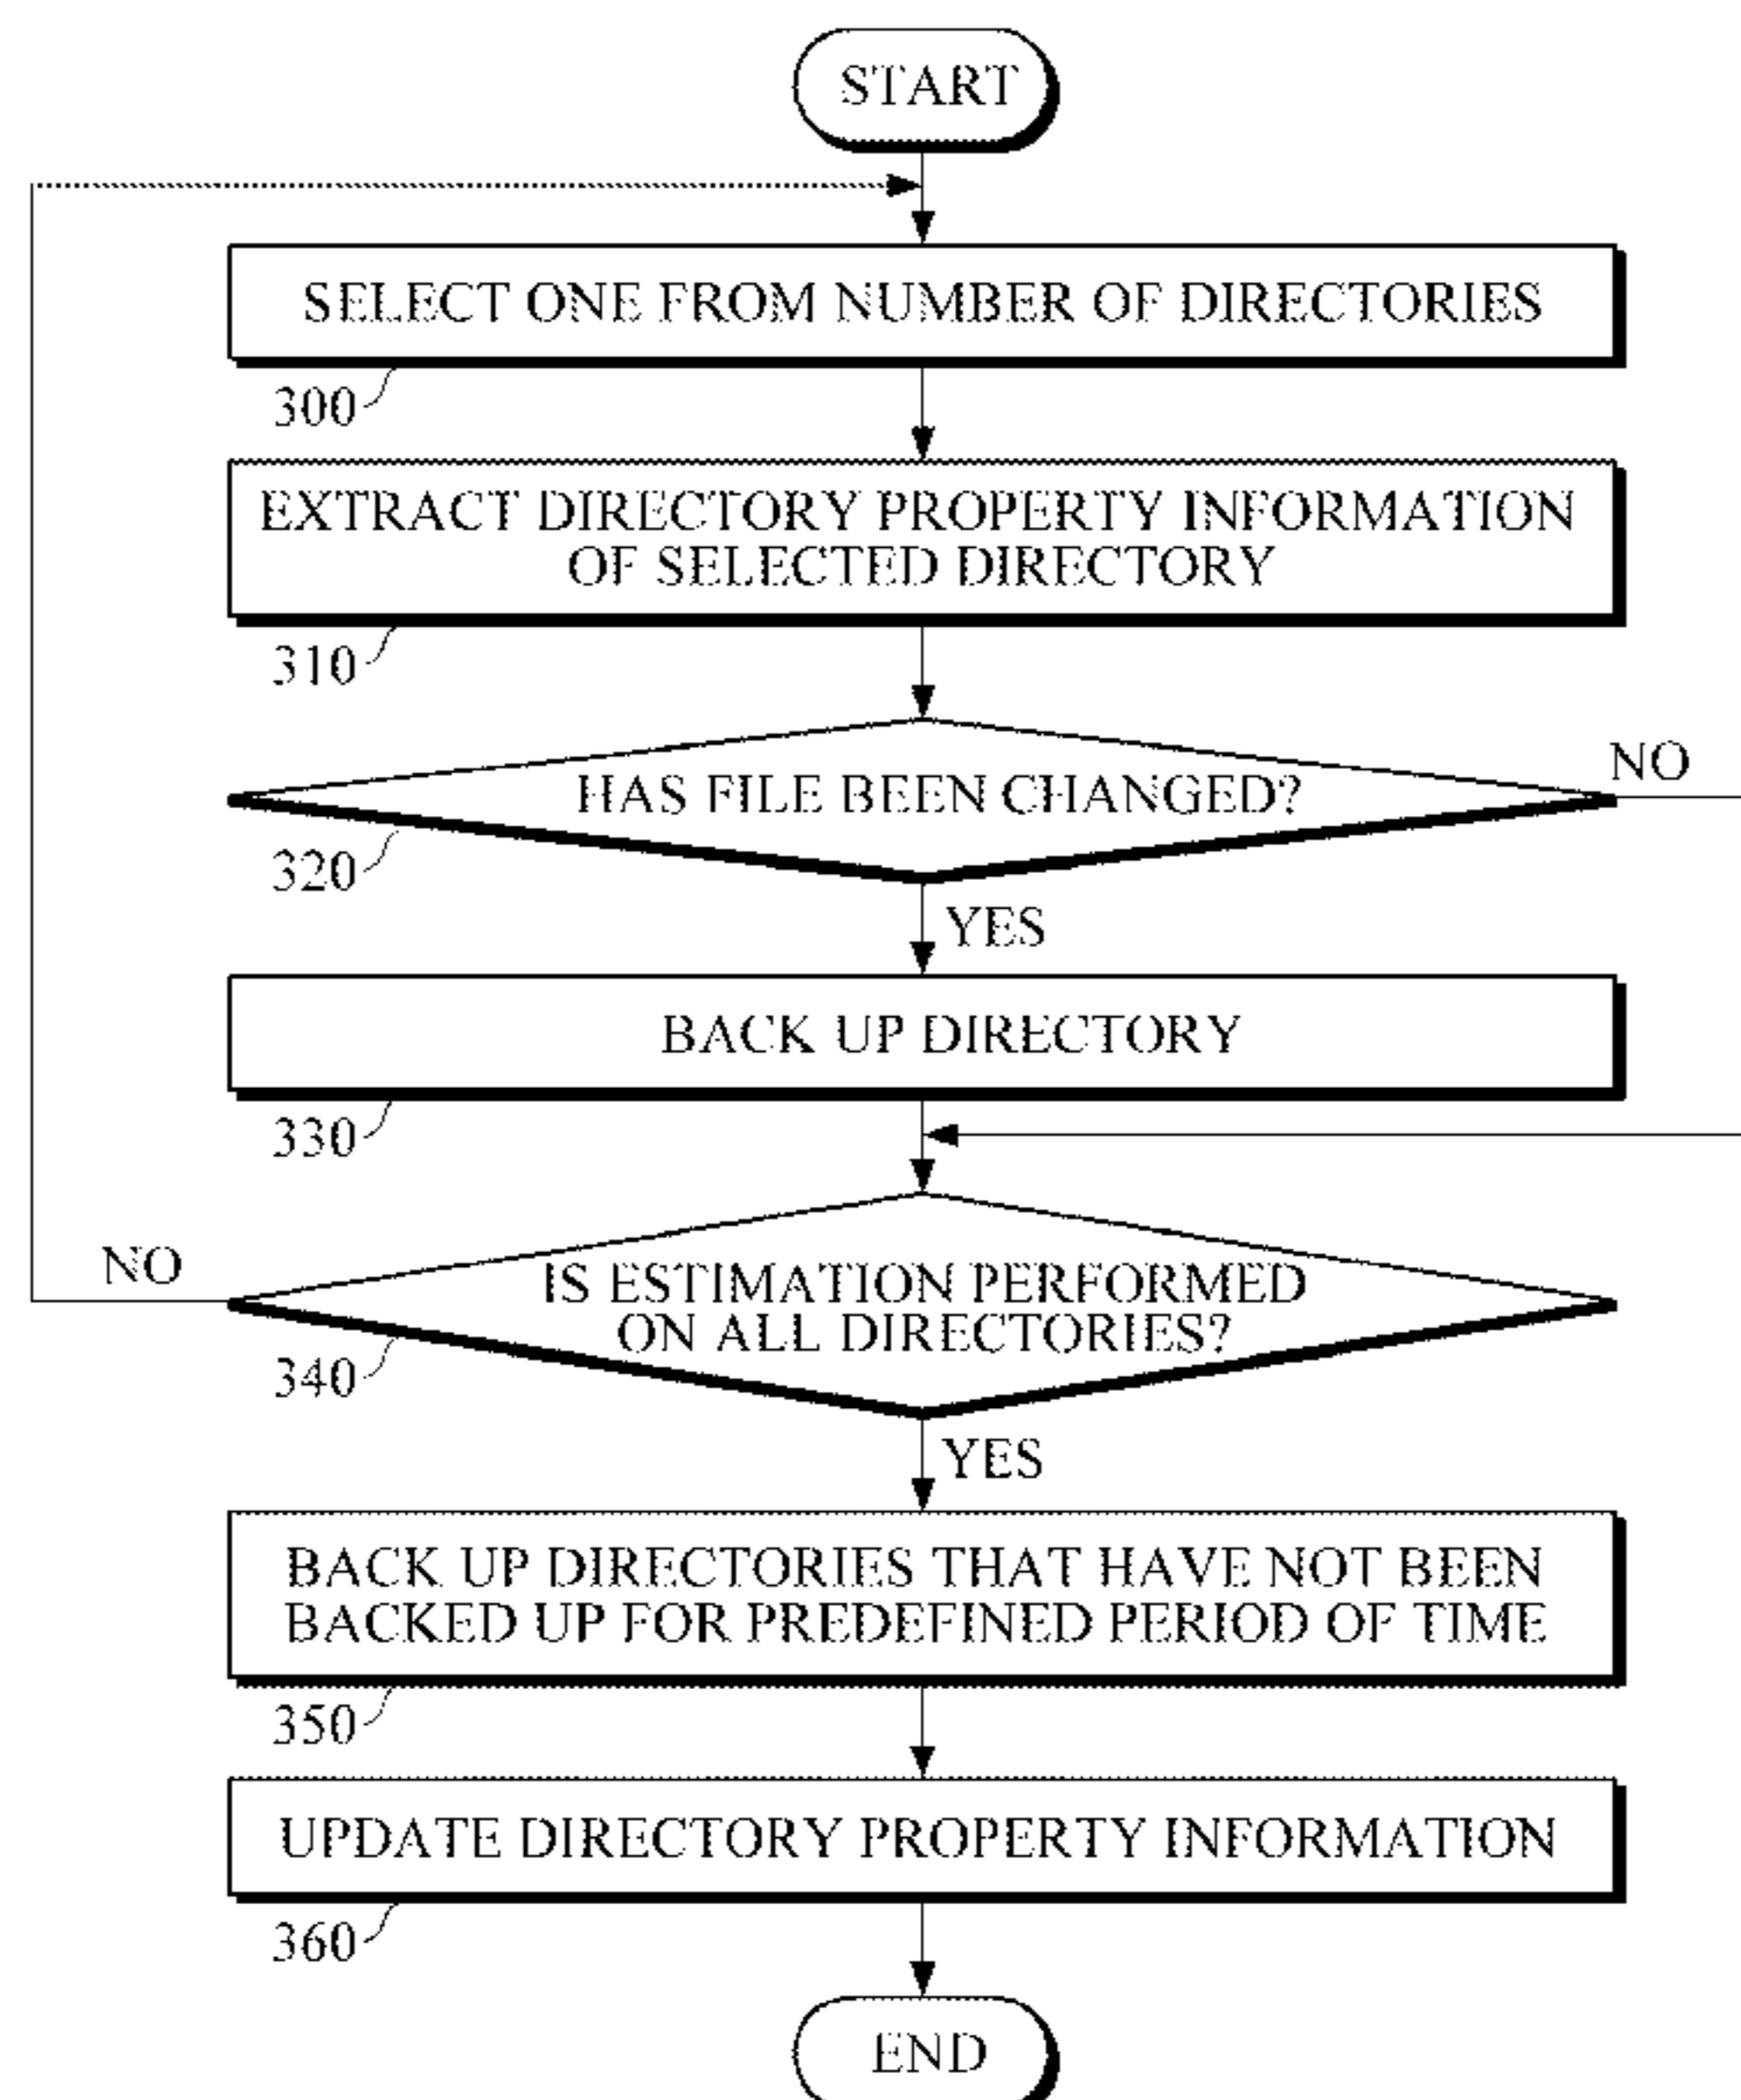 START
SELECT ONE FROM NUMBER OF DIRECTORIES
300
EXTRACT DIRECTORY PROPERTY INFORMATION
OF SELECTED DIRECTORY
310
HAS FILE BEEN CHANGED?
NO
320
YES
BACK UP DIRECTORY
330
NO
IS ESTIMATION PERFORMED
ON ALL DIRECTORIES?
340
YES
BACK UP DIRECTORIES THAT HAVE NOT BEEN
BACKED UP FOR PREDEFINED PERIOD OF TIME
350
UPDATE DIRECTORY PROPERTY INFORMATION
360
END